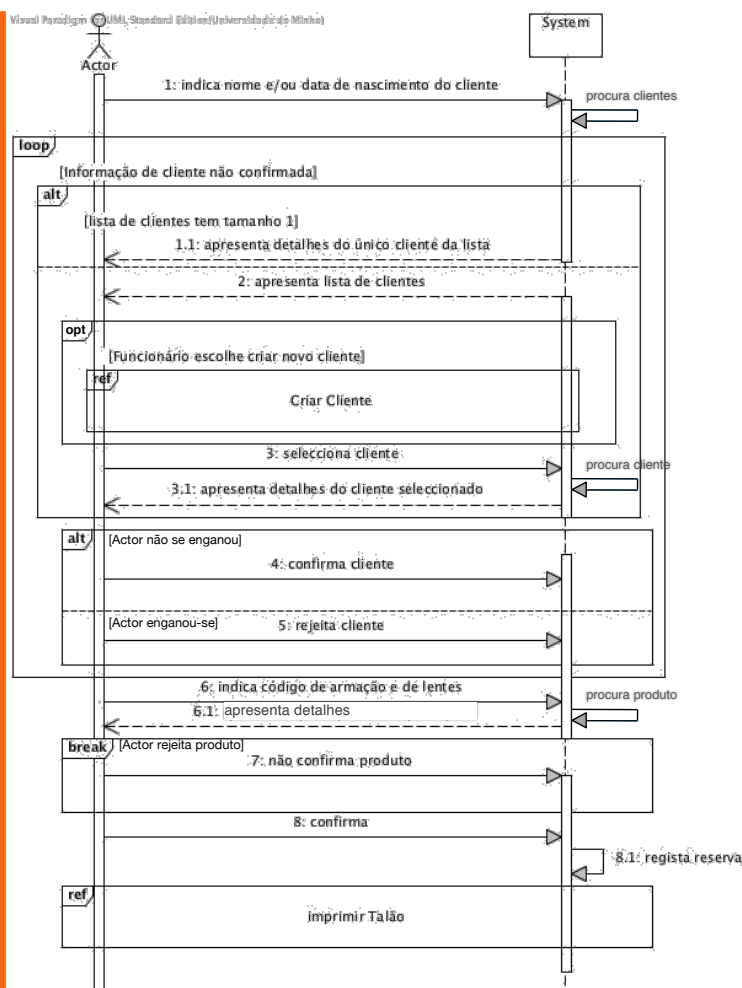 Visual Paradigm for UML Standard Edition(Universidade do Minho)
System
Actor
1: indica nome e/ou data de nascimento do cliente
procura clientes
loop
[Informação de cliente não confirmada]
alt
[lista de clientes tem tamanho 1]
1.1: apresenta detalhes do único cliente da lista
2: apresenta lista de clientes
opt
[Funcionário escolhe criar novo cliente]
ref
Criar Cliente
3: selecciona cliente
procura cliente
3.1: apresenta detalhes do cliente seleccionado
alt
[Actor não se enganou]
4: confirma cliente
[Actor enganou-se]
5: rejeita cliente
6: indica código de armação e de lentes
procura produto
6.1: apresenta detalhes
break
[Actor rejeita produto]
7: não confirma produto
8: confirma
8.1: regista reserva
ref
imprimir Talão